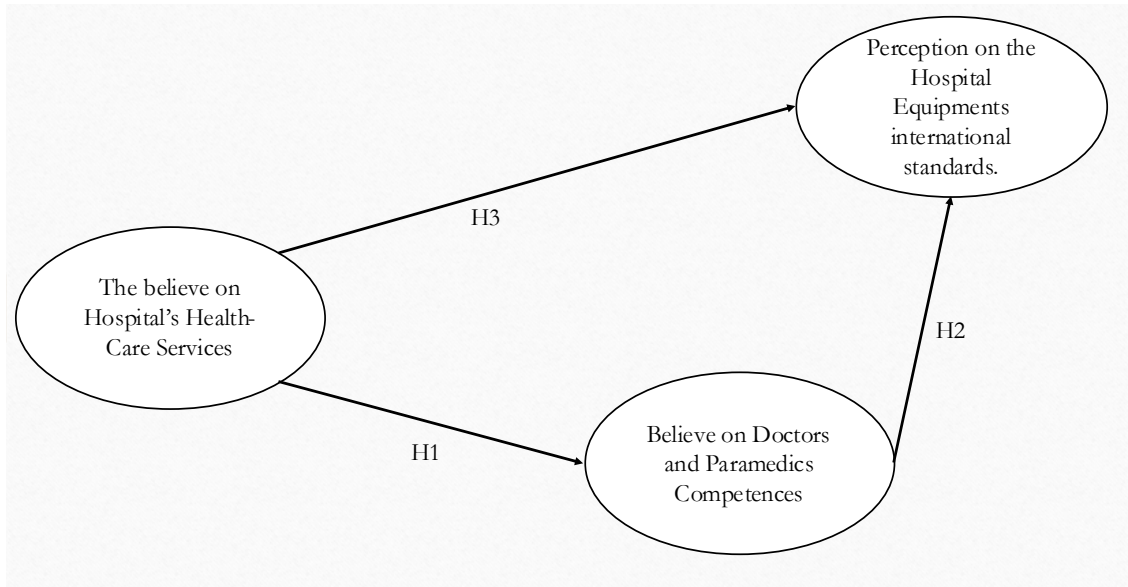 Perception on the
Hospital
Equipments
international
standards.
H3
The believe on
Hospital's Health-
Care Services
H2
H1
Believe on Doctors
and Paramedics
Competences